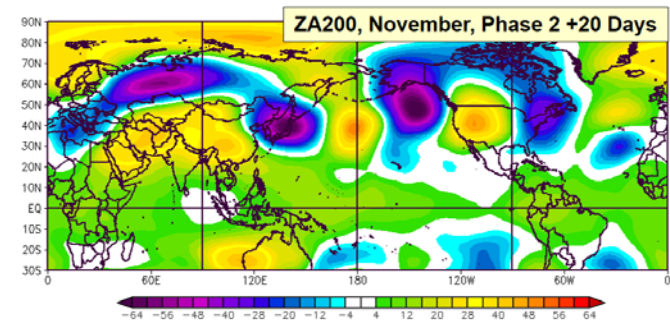 ZA200, November, Phase 2 +20 Days
90N
80N
70N
60N
50N
40N
30N
20N
10N
EQ
10S
20S
30S
0 60E 120E 180 120W 60W 0
-64 -56 -48 -40 -28 -20 -12 -4 4 12 20 28 40 48 56 64